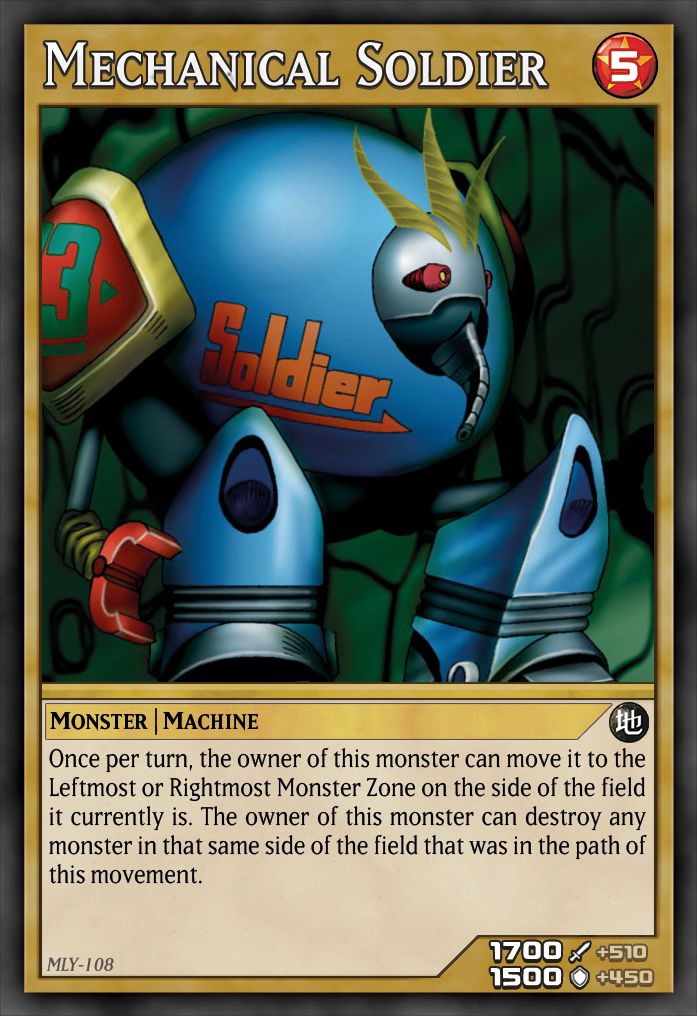 Mechanical Soldier
5
3
Soldier
Monster | Machine
Once per turn, the owner of this monster can move it to the
Leftmost or Rightmost Monster Zone on the side of the field
it currently is. The owner of this monster can destroy any
monster in that same side of the field that was in the path of
this movement.
MLY-108
1700 +510
1500 +450